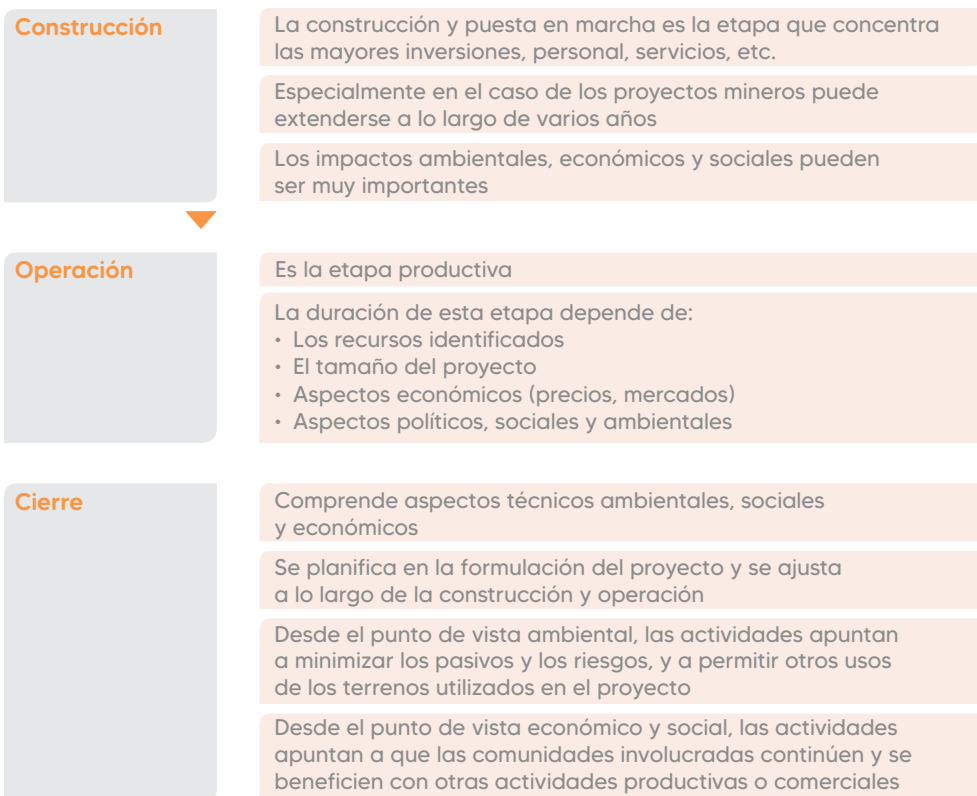 Construcción
La construcción y puesta en marcha es la etapa que concentra
las mayores inversiones, personal, servicios, etc.
Especialmente en el caso de los proyectos mineros puede
extenderse a lo largo de varios años
Los impactos ambientales, económicos y sociales pueden
ser muy importantes
Operación
Es la etapa productiva
La duración de esta etapa depende de:
• Los recursos identificados
• El tamaño del proyecto
• Aspectos económicos (precios, mercados)
• Aspectos políticos, sociales y ambientales
Cierre
Comprende aspectos técnicos ambientales, sociales
y económicos
Se planifica en la formulación del proyecto y se ajusta
a lo largo de la construcción y operación
Desde el punto de vista ambiental, las actividades apuntan
a minimizar los pasivos y los riesgos, y a permitir otros usos
de los terrenos utilizados en el proyecto
Desde el punto de vista económico y social, las actividades
apuntan a que las comunidades involucradas continúen y se
beneficien con otras actividades productivas o comerciales